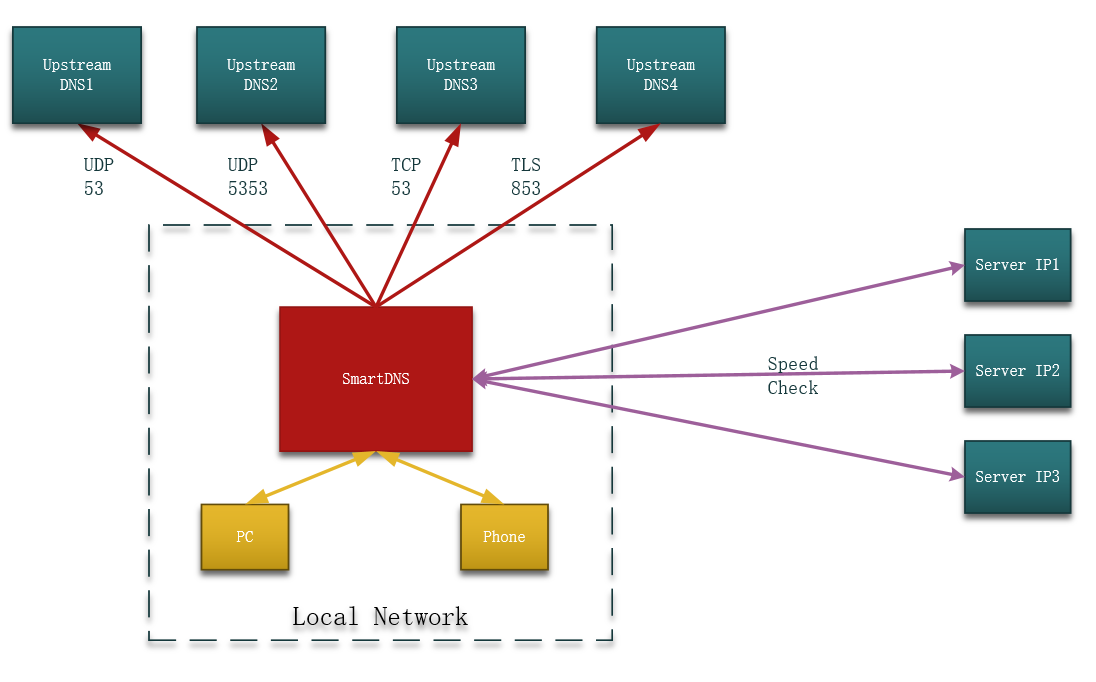 Upstream
DNS1
Upstream
DNS2
Upstream
DNS3
Upstream
DNS4
UDP
53
UDP
5353
TCP
53
TLS
853
Server IP1
Speed
Check
Server IP2
SmartDNS
Server IP3
PC
Phone
Local Network